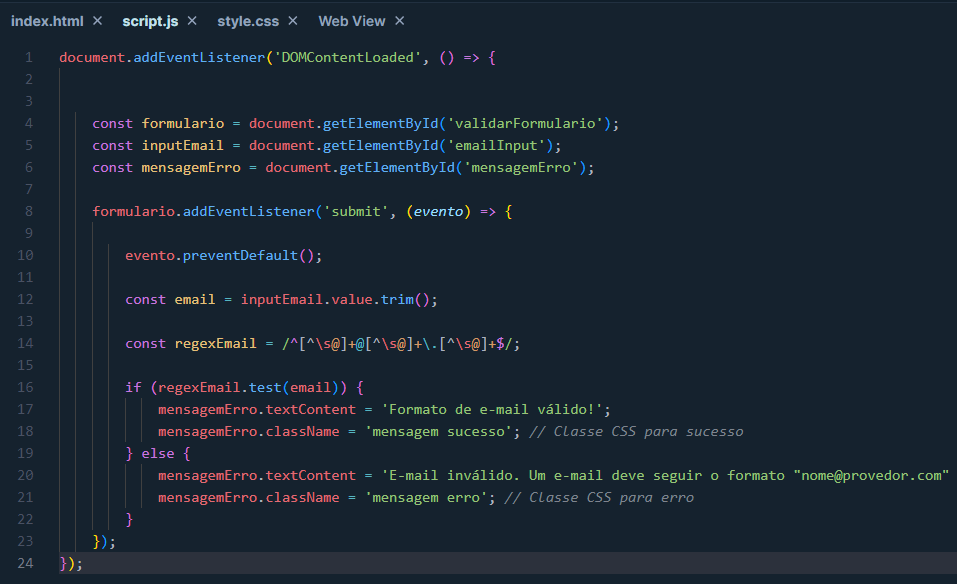 index.html × script.js × style.css × Web View ×
1 document.addEventListener('DOMContentLoaded', () => {
2
3
4 const formulario = document.getElementById('validarFormulario');
5 const inputEmail = document.getElementById('emailInput');
6 const mensagemErro = document.getElementById('mensagemErro');
7
8 formulario.addEventListener('submit', (evento) => {
9
10 evento.preventDefault();
11
12 const email = inputEmail.value.trim();
13
14 const regexEmail = /^[^\s@]+@[^\s@]+\.[^\s@]+$/;
15
16 if (regexEmail.test(email)) {
17 mensagemErro.textContent = 'Formato de e-mail válido!';
18 mensagemErro.className = 'mensagem sucesso'; // Classe CSS para sucesso
19 } else {
20 mensagemErro.textContent = 'E-mail inválido. Um e-mail deve seguir o formato "nome@provedor.com"
21 mensagemErro.className = 'mensagem erro'; // Classe CSS para erro
22 }
23 });
24 });